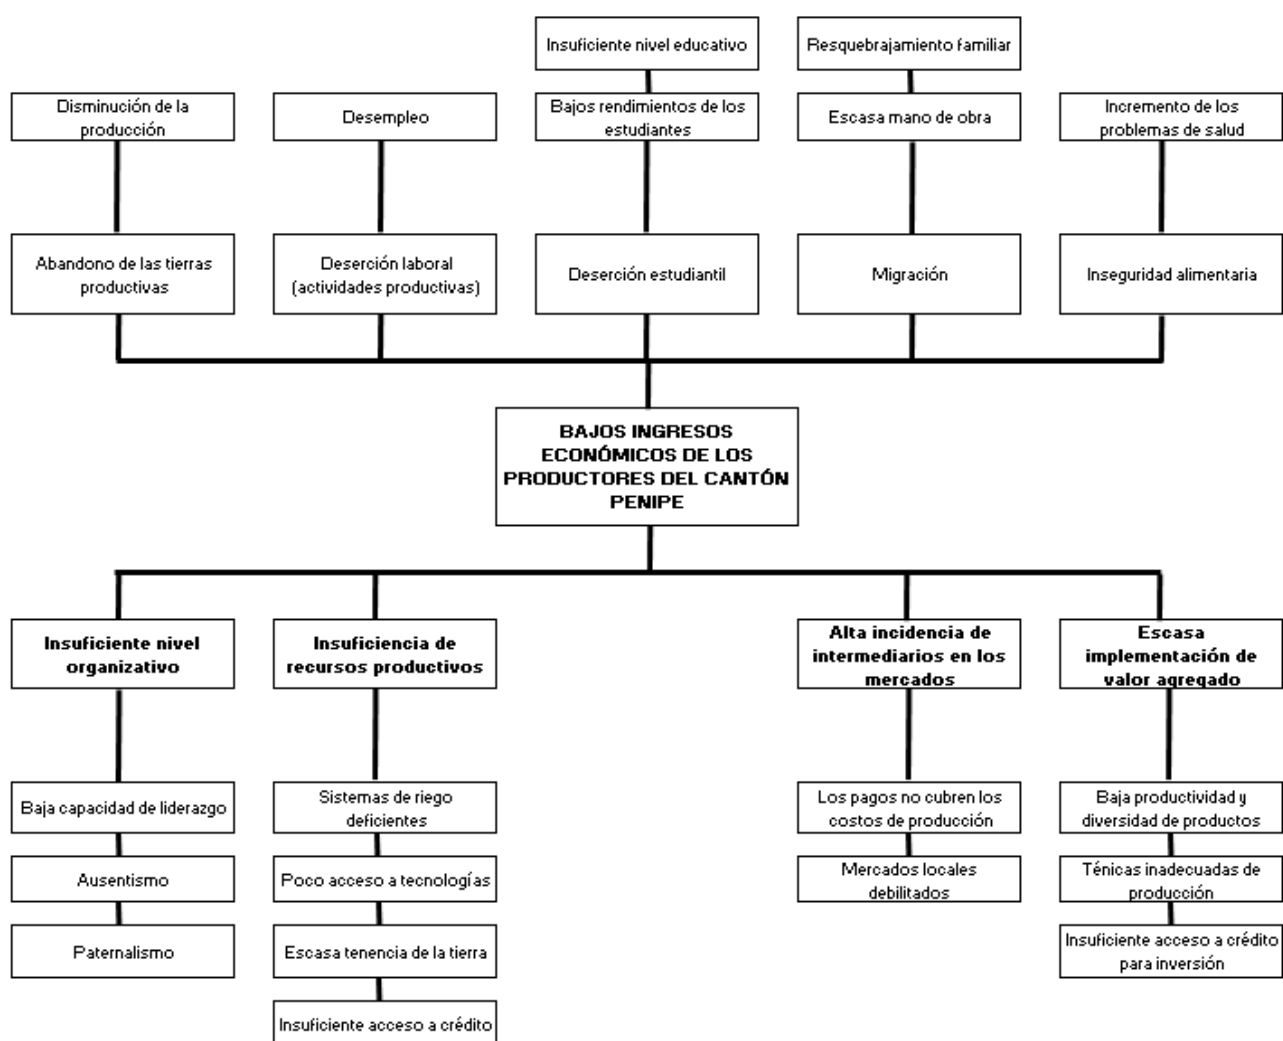 Insuficiente nivel educativo
Resquebrajamiento familiar
Disminución de la
producción
Desempleo
Bajos rendimientos de los
estudiantes
Escasa mano de obra
Incremento de los
problemas de salud
Abandono de las tierras
productivas
Deserción laboral
(actividades productivas)
Deserción estudiantil
Migración
Inseguridad alimentaria
BAJOS INGRESOS
ECONÓMICOS DE LOS
PRODUCTORES DEL CANTÓN
PENIPE
Insuficiente nivel
organizativo
Insuficiencia de
recursos productivos
Alta incidencia de
intermediarios en los
mercados
Escasa
implementación de
valor agregado
Baja capacidad de liderazgo
Sistemas de riego
deficientes
Los pagos no cubren los
costos de producción
Baja productividad y
diversidad de productos
Ausentismo
Poco acceso a tecnologías
Mercados locales
debilitados
Ténicas inadecuadas de
producción
Paternalismo
Escasa tenencia de la tierra
Insuficiente acceso a crédito
para inversión
Insuficiente acceso a crédito